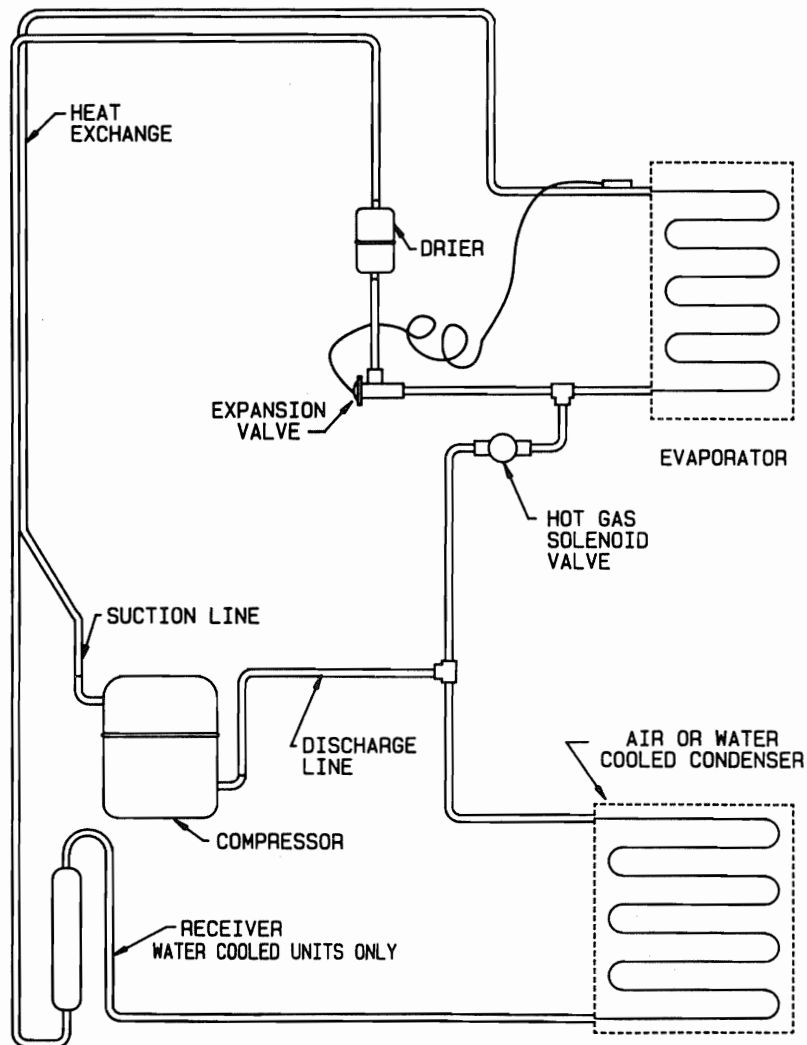 HEAT
EXCHANGE
DRIER
EXPANSION
VALVE
EVAPORATOR
HOT GAS
SOLENOID
VALVE
SUCTION LINE
DISCHARGE
LINE
AIR OR WATER
COOLED CONDENSER
COMPRESSOR
RECEIVER
WATER COOLED UNITS ONLY